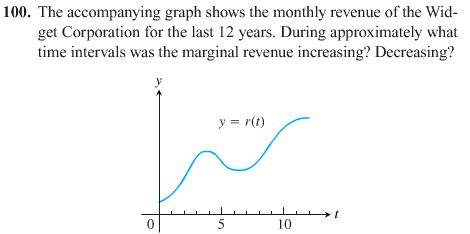 100. The accompanying graph shows the monthly revenue of the Wid-
get Corporation for the last 12 years. During approximately what
time intervals was the marginal revenue increasing? Decreasing?
y
y = r(t)
t
0
5
10